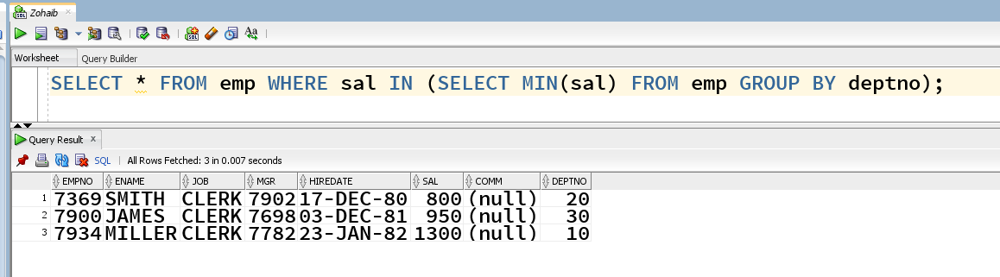 Zohaib ×
SQL
Aa
Worksheet Query Builder
SELECT * FROM emp WHERE sal IN (SELECT MIN(sal) FROM emp GROUP BY deptno);
Query Result ×
SQL | All Rows Fetched: 3 in 0.007 seconds
EMPNO ENAME JOB MGR HIREDATE SAL COMM DEPTNO
1 7369 SMITH CLERK 7902 17-DEC-80 800 (null) 20
2 7900 JAMES CLERK 7698 03-DEC-81 950 (null) 30
3 7934 MILLER CLERK 7782 23-JAN-82 1300 (null) 10